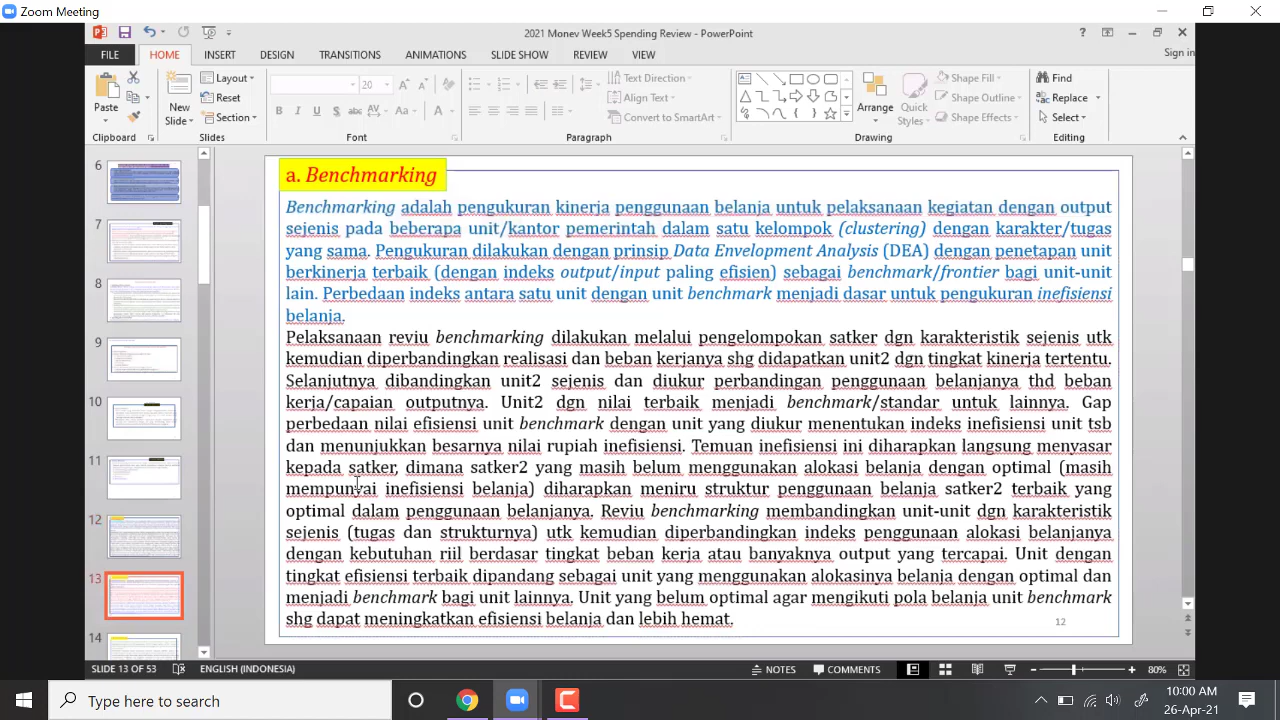 Zoom Meeting
2021 Monev Week5 Spending Review - PowerPoint
Sign in
FILE HOME INSERT DESIGN TRANSITIONS ANIMATIONS SLIDE SHOW REVIEW VIEW
Paste
New Slide
Layout
Reset
Section
20
B I U S abc AV Aa A
Text Direction
Align Text
Convert to SmartArt
Arrange
Quick Styles
Shape Fill
Shape Outline
Shape Effects
Find
Replace
Select
Clipboard Slides Font Paragraph Drawing Editing
6
7
8
9
10
11
12
13
14
a. Benchmarking
Benchmarking adalah pengukuran kinerja penggunaan belanja untuk pelaksanaan kegiatan dengan output
sejenis pada beberapa unit/kantor pemerintah dalam satu kelompok (clustering) dengan karakter/tugas
yang sama. Pengukuran dilakukan dengan prinsip Data Envelopment Analysis (DEA) dengan penetapan unit
berkinerja terbaik (dengan indeks output/input paling efisien) sebagai benchmark/frontier bagi unit-unit
lain. Perbedaan indeks antara satu unit dengan unit benchmark menjadi dasar untuk pengukuran inefisiensi
belanja.
Pelaksanaan reviu benchmarking dilakukan melalui pengelompokan satker dgn karakteristik sejenis utk
kemudian diperbandingkan realisasi dan beban kerjanya shg didapatkan unit2 dgn tingkat kinerja tertentu.
Selanjutnya dibandingkan unit2 sejenis dan diukur perbandingan penggunaan belanjanya thd beban
kerja/capaian outputnya. Unit2 dgn nilai terbaik menjadi benchmark/standar untuk lainnya. Gap
perbedaan nilai efisiensi unit benchmark dengan unit yang diukur menentukan indeks inefisiensi unit tsb
dan menunjukkan besarnya nilai rupiah inefisiensi. Temuan inefisiensi ini diharapkan langsung menyasar
kepada satker, dimana satker2 yang masih belum menggunakan alokasi belanja dengan optimal (masih
mempunyai inefisiensi belanja) diharapkan meniru struktur penggunaan belanja satker2 terbaik yang
optimal dalam penggunaan belanjanya. Reviu benchmarking membandingkan unit-unit dgn karakteristik
sejenis (tugas dan strukturnya) utk kemudian diperbandingkan indeks penggunaan alokasi belanjanya
dengan kebutuhan riil berdasar tingkat beban kerja atau banyaknya output yang tercapai. Unit dengan
tingkat efisiensi terbaik dipandang sebagai unit yang menggunakan alokasinya belanja dengan optimal dan
menjadi benchmark bagi unit lainnya. Unit yang belum optimal agar mengikuti pola belanja unit benchmark
shg dapat meningkatkan efisiensi belanja dan lebih hemat.
12
SLIDE 13 OF 53 ENGLISH (INDONESIA) NOTES COMMENTS 80%
Type here to search
10:00 AM
26-Apr-21